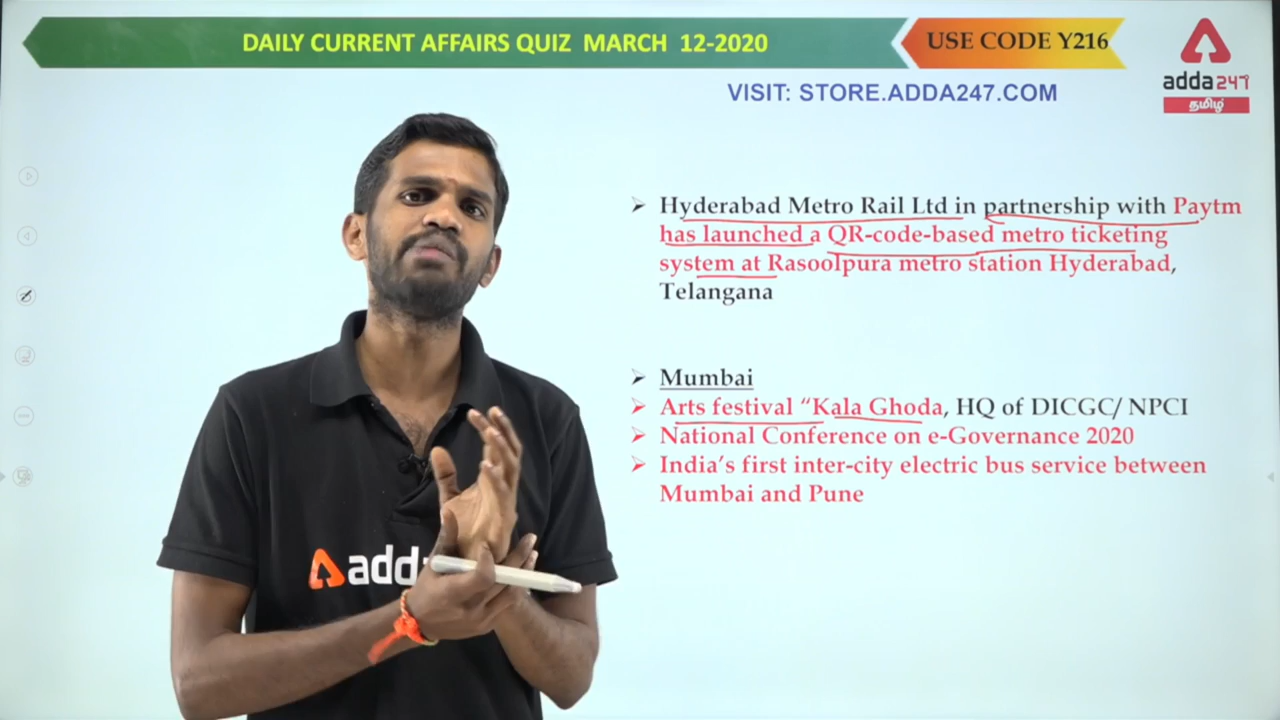 DAILY CURRENT AFFAIRS QUIZ MARCH 12-2020
USE CODE Y216
adda247
தமிழ்
VISIT: STORE.ADDA247.COM
Hyderabad Metro Rail Ltd in partnership with Paytm
has launched a QR-code-based metro ticketing
system at Rasoolpura metro station Hyderabad,
Telangana
Mumbai
Arts festival “Kala Ghoda, HQ of DICGC/ NPCI
National Conference on e-Governance 2020
India’s first inter-city electric bus service between
Mumbai and Pune
add